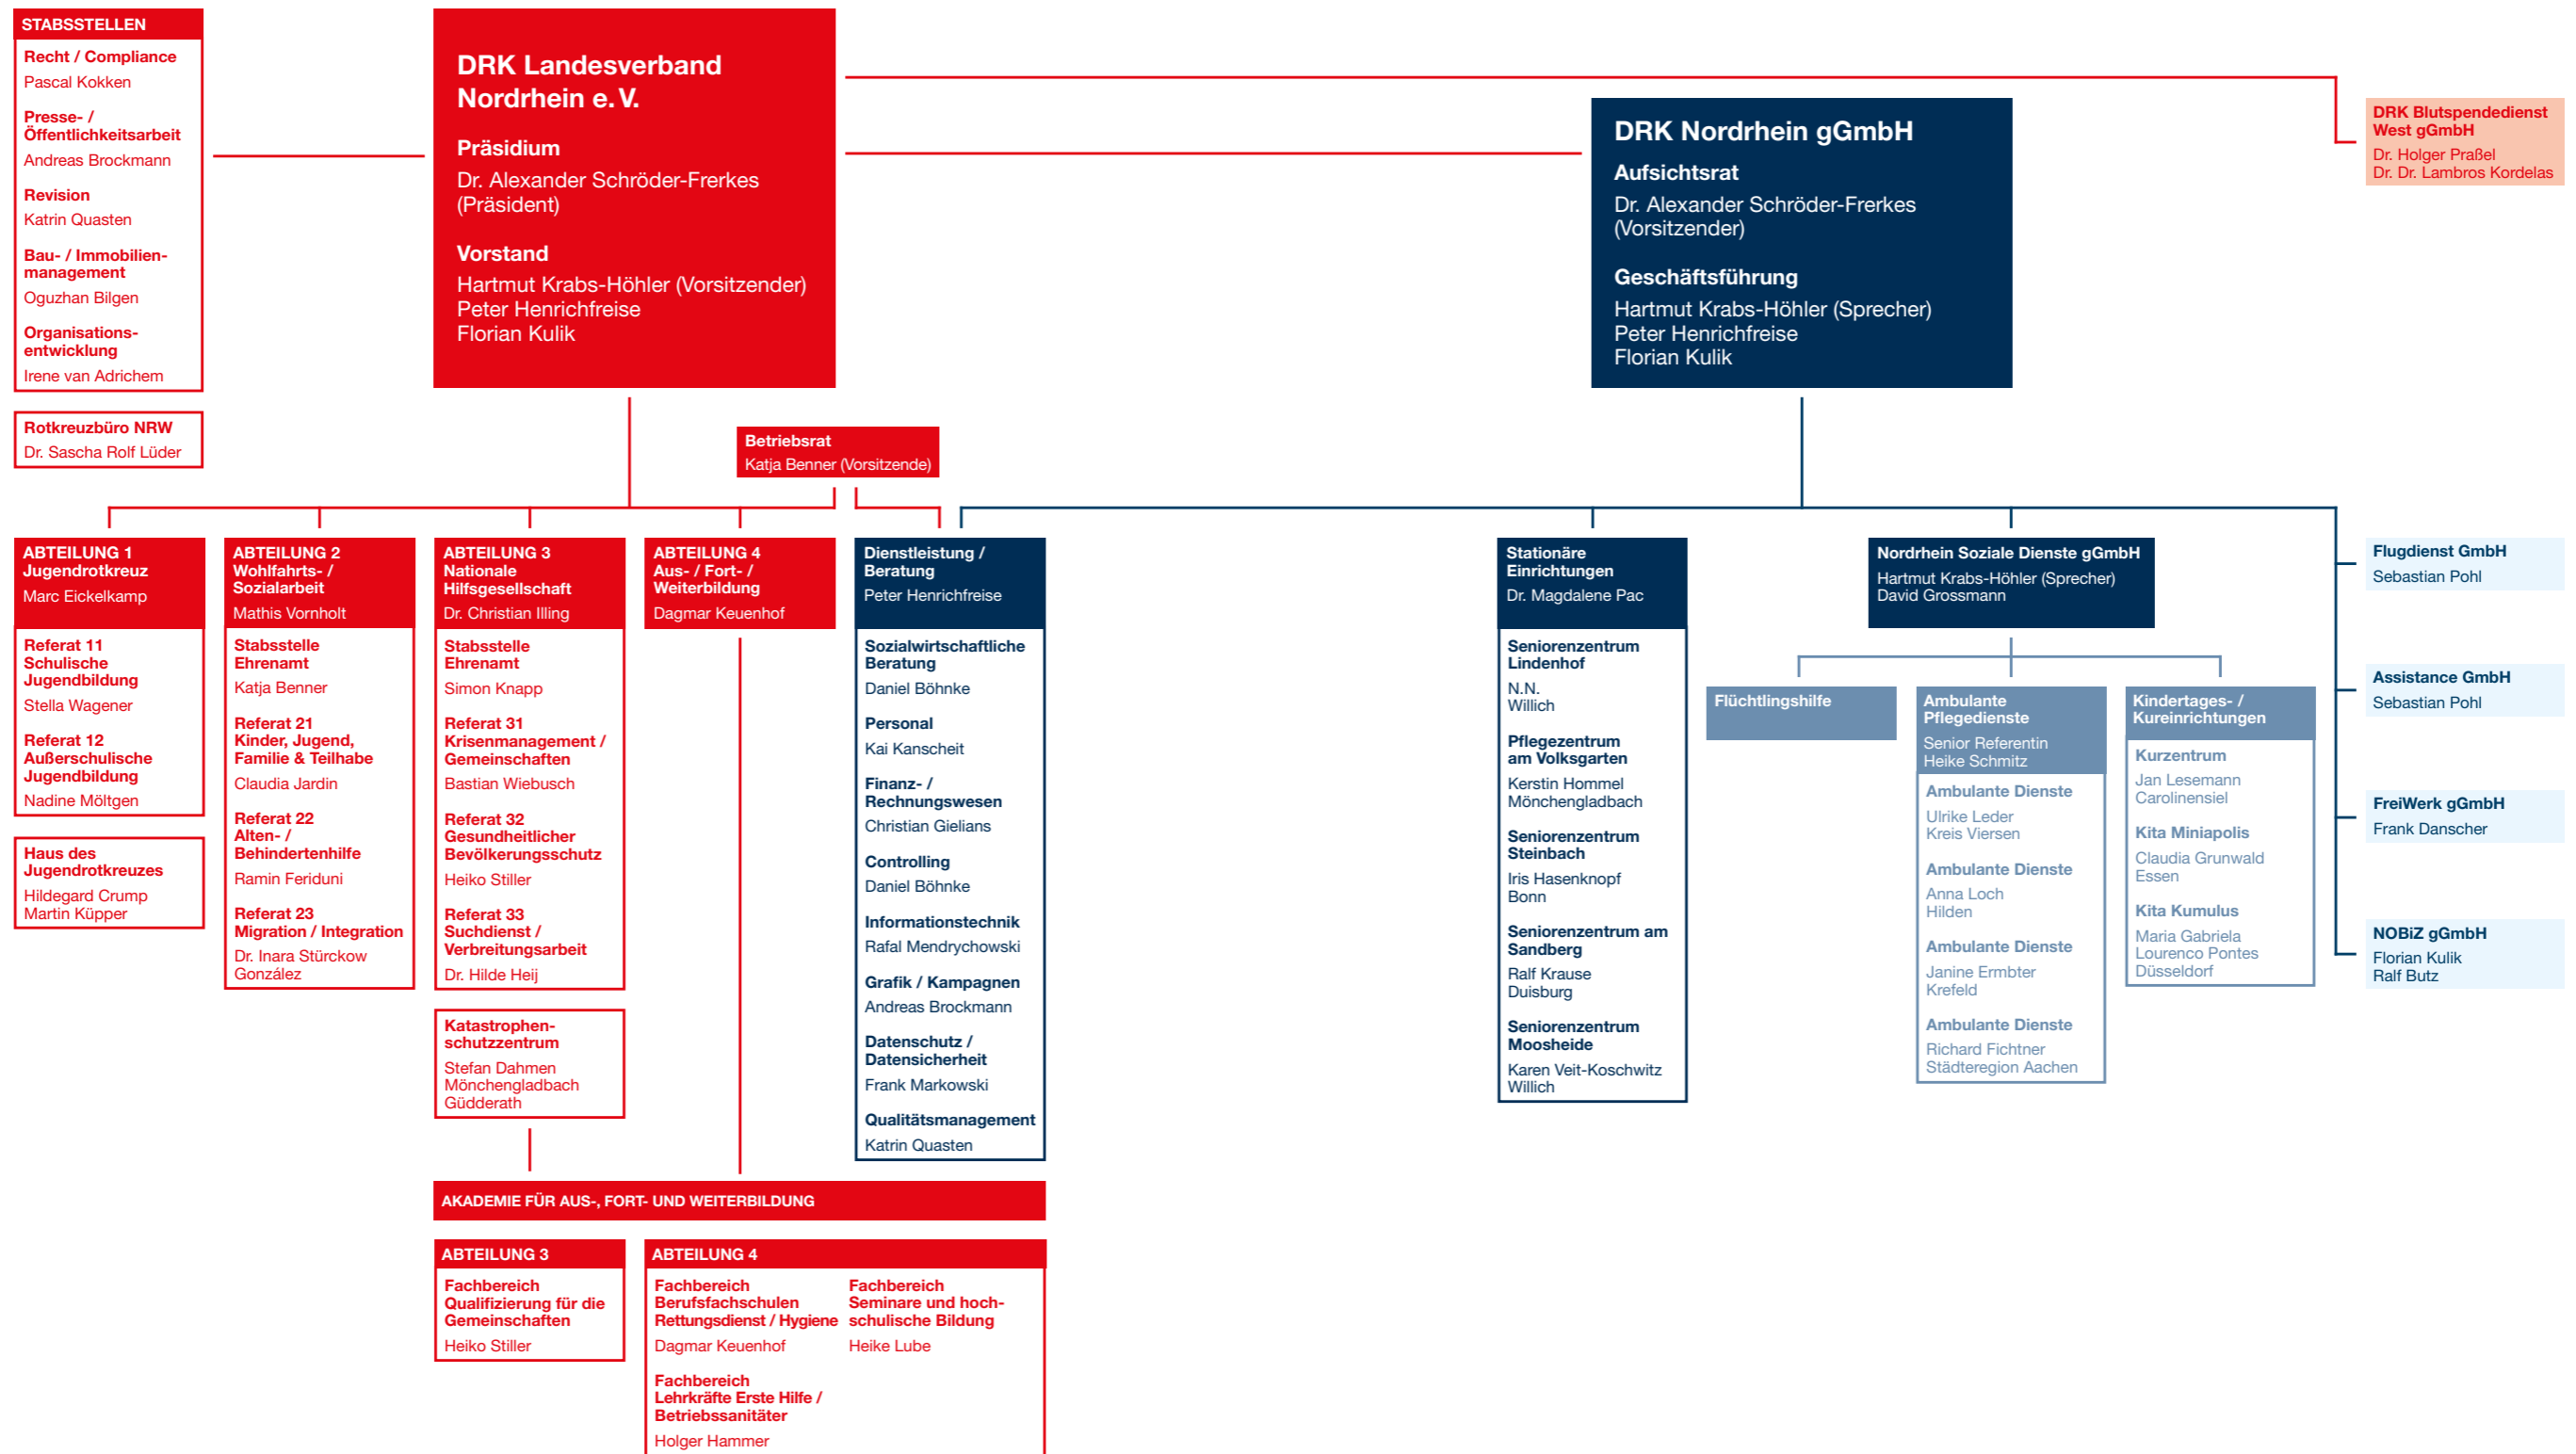 STABSSTELLEN
Recht / Compliance
Pascal Kokken
Presse- /
Öffentlichkeitsarbeit
Andreas Brockmann
Revision
Katrin Quasten
Bau- / Immobilien-
management
Oguzhan Bilgen
Organisations-
entwicklung
Irene van Adrichem
Rotkreuzbüro NRW
Dr. Sascha Rolf Lüder
DRK Landesverband
Nordrhein e. V.
Präsidium
Dr. Alexander Schröder-Frerkes
(Präsident)
Vorstand
Hartmut Krabs-Höhler (Vorsitzender)
Peter Henrichfreise
Florian Kulik
DRK Nordrhein gGmbH
Aufsichtsrat
Dr. Alexander Schröder-Frerkes
(Vorsitzender)
Geschäftsführung
Hartmut Krabs-Höhler (Sprecher)
Peter Henrichfreise
Florian Kulik
DRK Blutspendedienst
West gGmbH
Dr. Holger Praßel
Dr. Dr. Lambros Kordelas
Betriebsrat
Katja Benner (Vorsitzende)
ABTEILUNG 1
Jugendrotkreuz
Marc Eickelkamp
Referat 11
Schulische
Jugendbildung
Stella Wagener
Referat 12
Außerschulische
Jugendbildung
Nadine Möltgen
Haus des
Jugendrotkreuzes
Hildegard Crump
Martin Küpper
ABTEILUNG 2
Wohlfahrts- /
Sozialarbeit
Mathis Vornholt
Stabsstelle
Ehrenamt
Katja Benner
Referat 21
Kinder, Jugend,
Familie & Teilhabe
Claudia Jardin
Referat 22
Alten- /
Behindertenhilfe
Ramin Feriduni
Referat 23
Migration / Integration
Dr. Inara Stürckow
González
ABTEILUNG 3
Nationale
Hilfsgesellschaft
Dr. Christian Illing
Stabsstelle
Ehrenamt
Simon Knapp
Referat 31
Krisenmanagement /
Gemeinschaften
Bastian Wiebusch
Referat 32
Gesundheitlicher
Bevölkerungsschutz
Heiko Stiller
Referat 33
Suchdienst /
Verbreitungsarbeit
Dr. Hilde Heij
Katastrophen-
schutzzentrum
Stefan Dahmen
Mönchengladbach
Güdderath
ABTEILUNG 4
Aus- / Fort- /
Weiterbildung
Dagmar Keuenhof
Dienstleistung /
Beratung
Peter Henrichfreise
Sozialwirtschaftliche
Beratung
Daniel Böhnke
Personal
Kai Kanscheit
Finanz- /
Rechnungswesen
Christian Gielians
Controlling
Daniel Böhnke
Informationstechnik
Rafal Mendrychowski
Grafik / Kampagnen
Andreas Brockmann
Datenschutz /
Datensicherheit
Frank Markowski
Qualitätsmanagement
Katrin Quasten
AKADEMIE FÜR AUS-, FORT- UND WEITERBILDUNG
ABTEILUNG 3
Fachbereich
Qualifizierung für die
Gemeinschaften
Heiko Stiller
ABTEILUNG 4
Fachbereich
Berufsfachschulen
Rettungsdienst / Hygiene
Dagmar Keuenhof
Fachbereich
Lehrkräfte Erste Hilfe /
Betriebssanitäter
Holger Hammer
Fachbereich
Seminare und hoch-
schulische Bildung
Heike Lube
Stationäre
Einrichtungen
Dr. Magdalene Pac
Seniorenzentrum
Lindenhof
N.N.
Willich
Pflegezentrum
am Volksgarten
Kerstin Hommel
Mönchengladbach
Seniorenzentrum
Steinbach
Iris Hasenknopf
Bonn
Seniorenzentrum am
Sandberg
Ralf Krause
Duisburg
Seniorenzentrum
Moosheide
Karen Veit-Koschwitz
Willich
Nordrhein Soziale Dienste gGmbH
Hartmut Krabs-Höhler (Sprecher)
David Grossmann
Flüchtlingshilfe
Ambulante
Pflegedienste
Senior Referentin
Heike Schmitz
Ambulante Dienste
Ulrike Leder
Kreis Viersen
Ambulante Dienste
Anna Loch
Hilden
Ambulante Dienste
Janine Ermbter
Krefeld
Ambulante Dienste
Richard Fichtner
Städteregion Aachen
Kindertages- /
Kureinrichtungen
Kurzentrum
Jan Lesemann
Carolinensiel
Kita Miniapolis
Claudia Grunwald
Essen
Kita Kumulus
Maria Gabriela
Lourenco Pontes
Düsseldorf
Flugdienst GmbH
Sebastian Pohl
Assistance GmbH
Sebastian Pohl
FreiWerk gGmbH
Frank Danscher
NOBiZ gGmbH
Florian Kulik
Ralf Butz